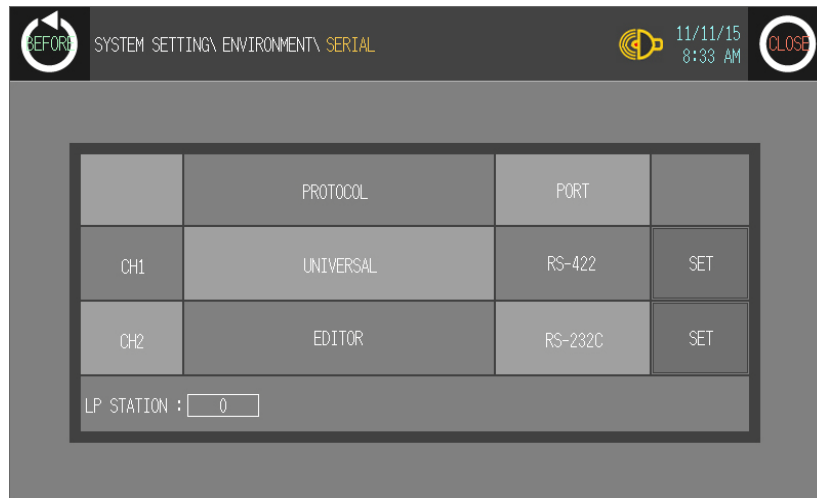 BEFORE SYSTEM SETTING\ ENVIRONMENT\ SERIAL 11/11/15 CLOSE
8:33 AM
PROTOCOL PORT
CH1 UNIVERSAL RS-422 SET
CH2 EDITOR RS-232C SET
LP STATION : 0